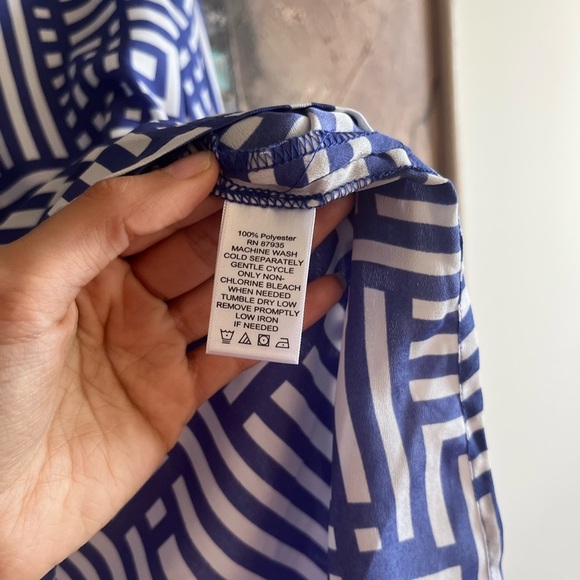 100% Polyester
RN 87935
MACHINE WASH
COLD SEPARATELY
GENTLE CYCLE
ONLY NON-
CHLORINE BLEACH
WHEN NEEDED
TUMBLE DRY LOW
REMOVE PROMPTLY
LOW IRON
IF NEEDED